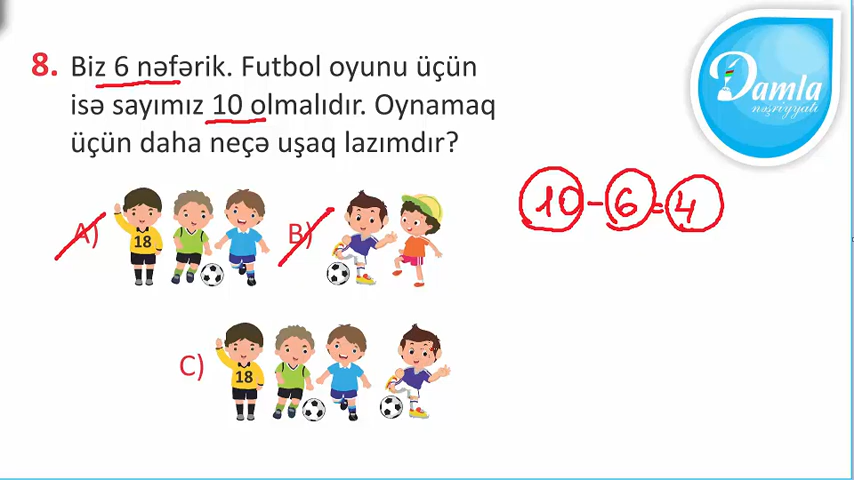 8. Biz 6 nəfərik. Futbol oyunu üçün
isə sayımız 10 olmalıdır. Oynamaq
üçün daha neçə uşaq lazımdır?
Damla
nəşriyyatı
10-6=4
A)
18
B)
C)
18